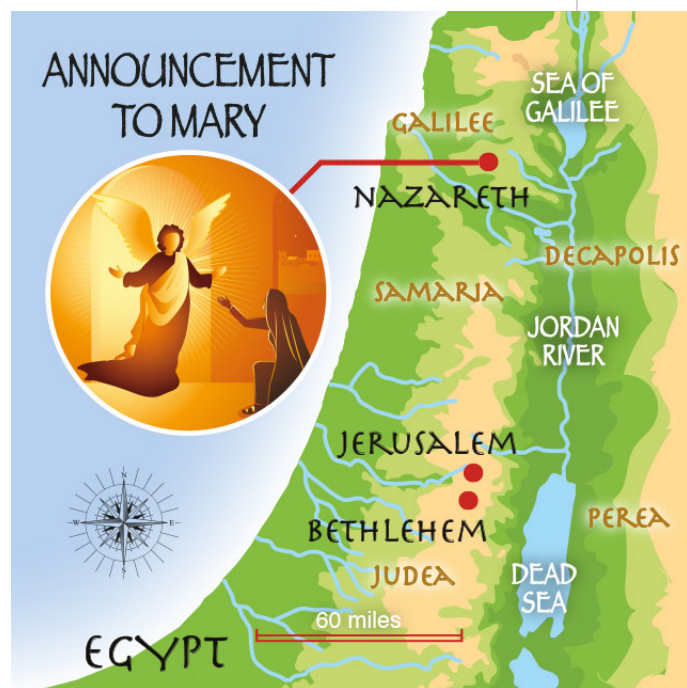 ANNOUNCEMENT
TO MARY
SEA OF
GALILEE
GALILEE
NAZARETH
DECAPOLIS
SAMARIA
JORDAN
RIVER
JERUSALEM
BETHLEHEM
PEREA
JUDEA
DEAD
SEA
60 miles
EGYPT
N
W
E
S